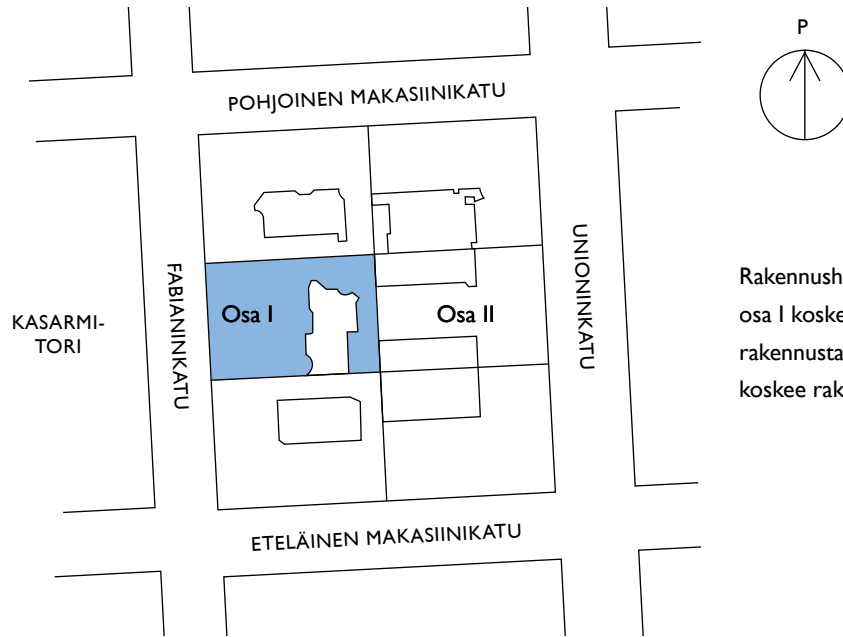 P
POHJOINEN MAKASIINIKATU
UNIONINKATU
FABIANINKATU
KASARMI-
TORI
Osa I
Osa II
Rakennush
osa I koske
rakennusta
koskee rak
ETELÄINEN MAKASIINIKATU